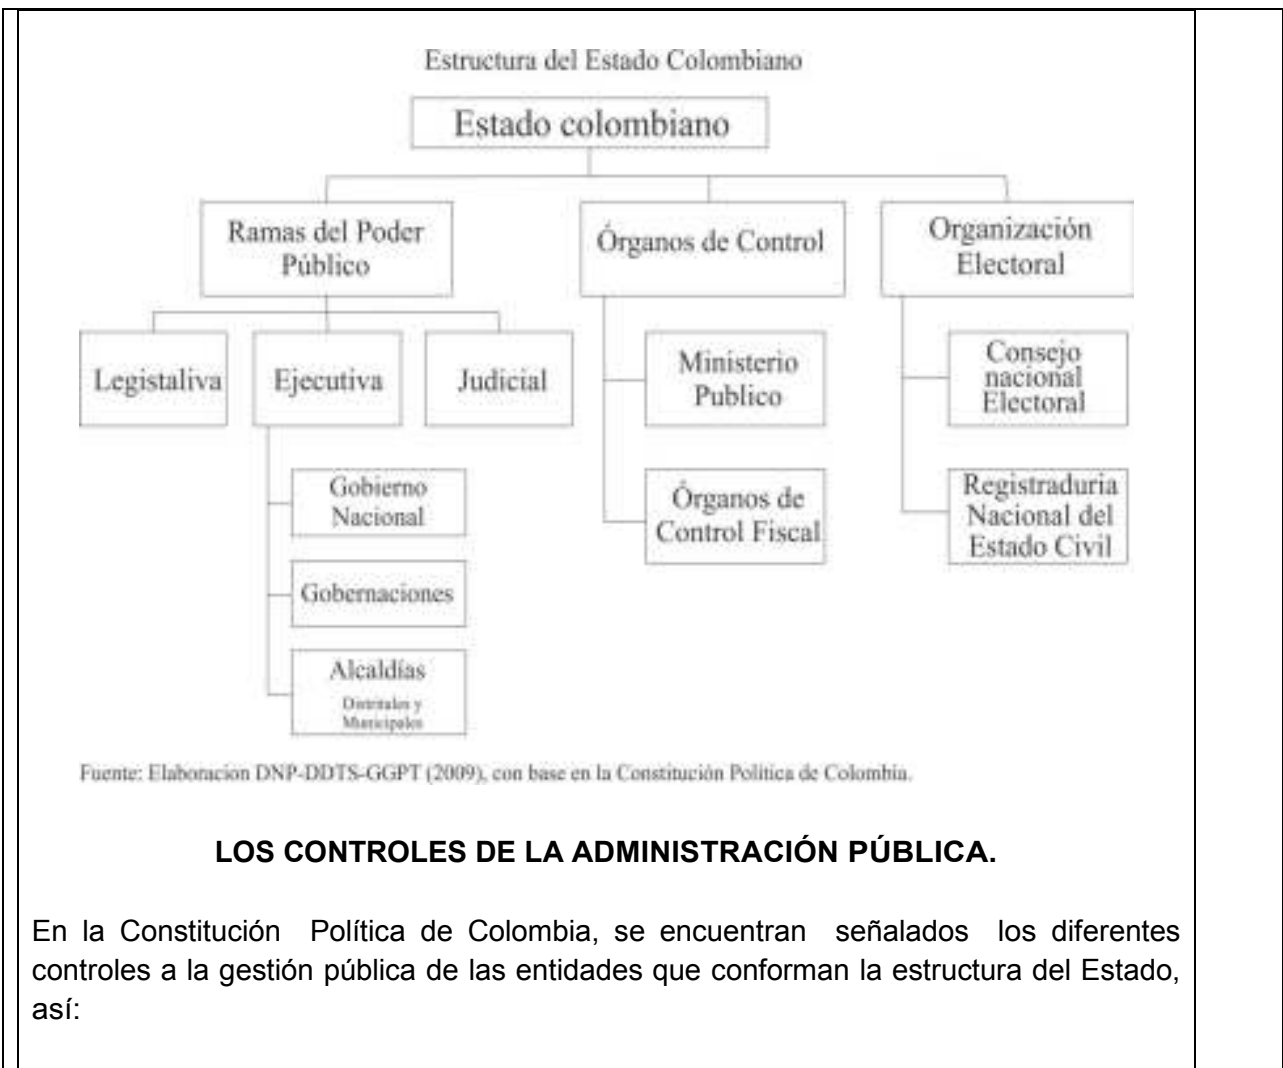 Estructura del Estado Colombiano
Estado colombiano
Ramas del Poder
Público
Órganos de Control
Organización
Electoral
Legistaliva
Ejecutiva
Judicial
Ministerio
Publico
Consejo
nacional
Electoral
Gobierno
Nacional
Órganos de
Control Fiscal
Registraduria
Nacional del
Estado Civil
Gobernaciones
Alcaldías
Distritales y
Municipales
Fuente: Elaboracion DNP-DDTS-GGPT (2009), con base en la Constitución Política de Colombia.
LOS CONTROLES DE LA ADMINISTRACIÓN PÚBLICA.
En la Constitución  Política de Colombia, se encuentran  señalados  los diferentes
controles a la gestión pública de las entidades que conforman la estructura del Estado,
así: